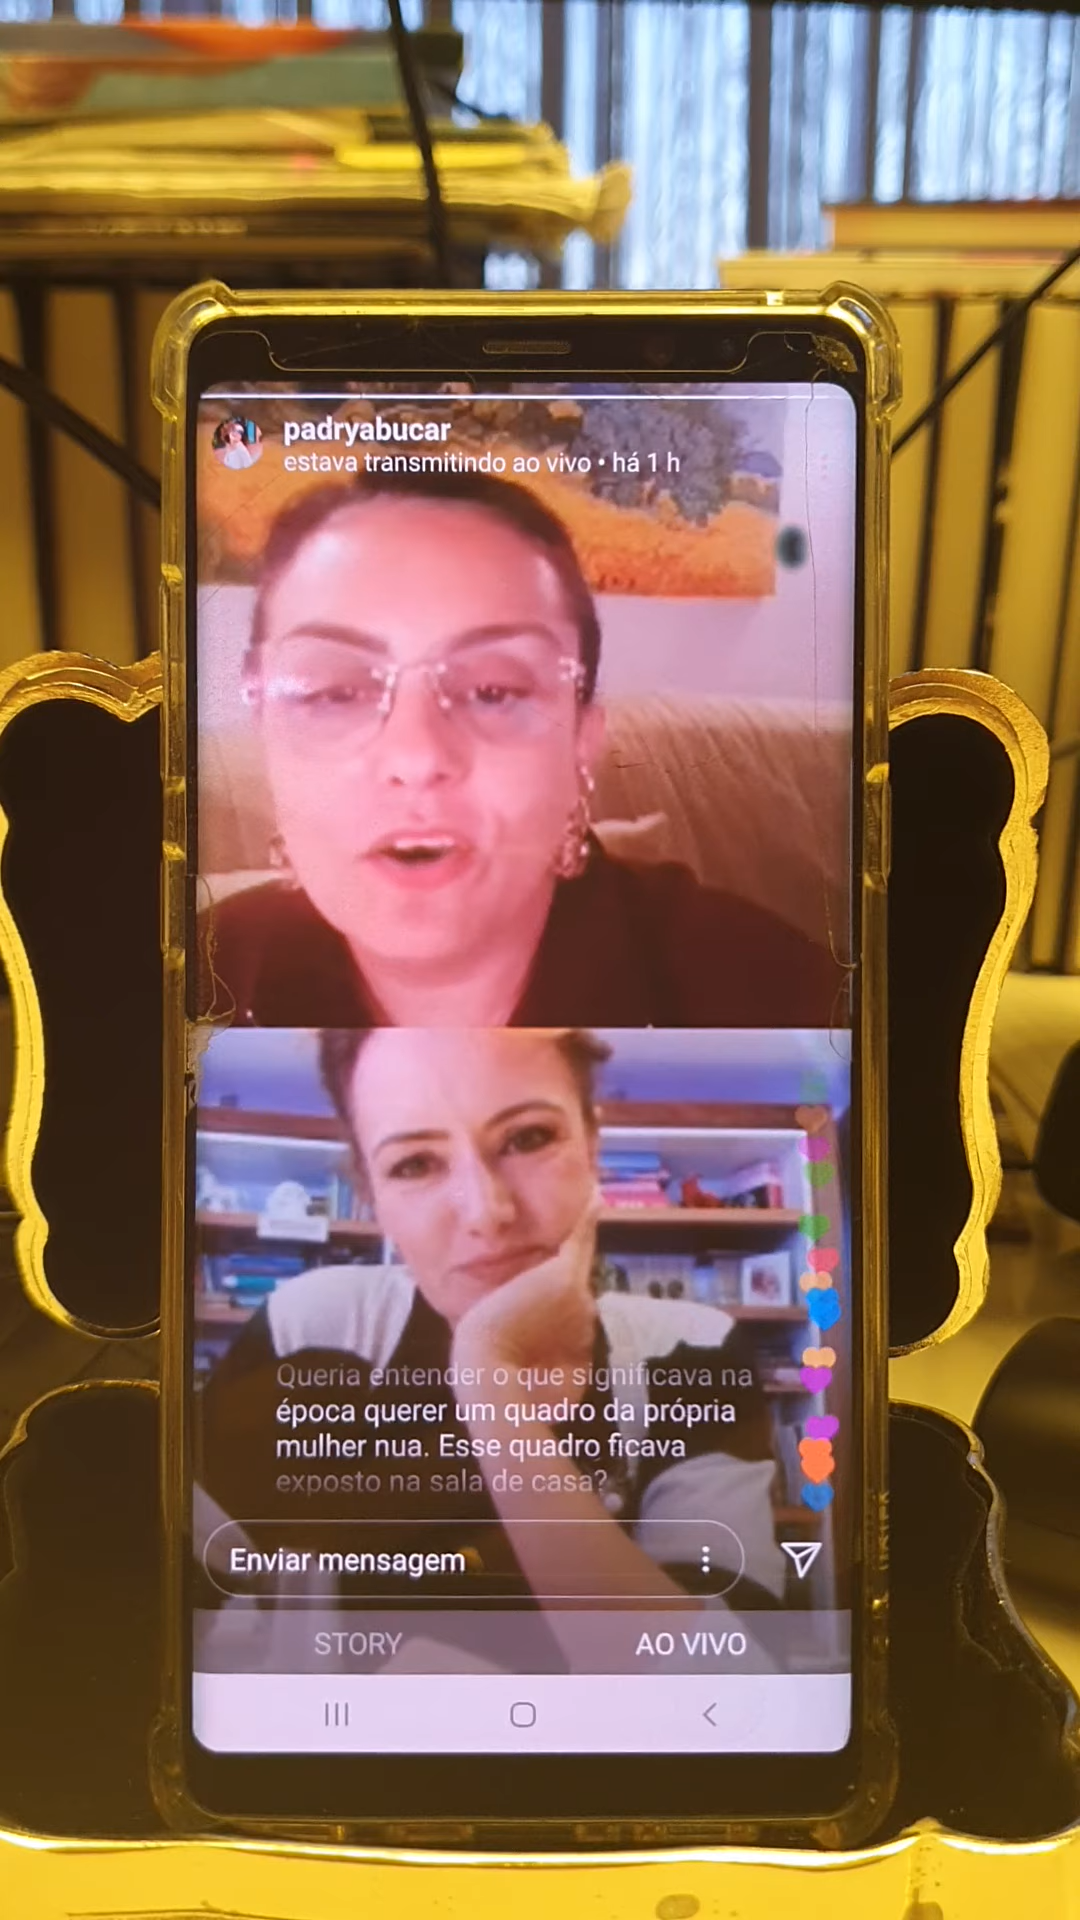 padryabucar
estava transmitindo ao vivo • há 1 h
Queria entender o que significava na
época querer um quadro da própria
mulher nua. Esse quadro ficava
exposto na sala de casa?
Enviar mensagem
STORY
AO VIVO